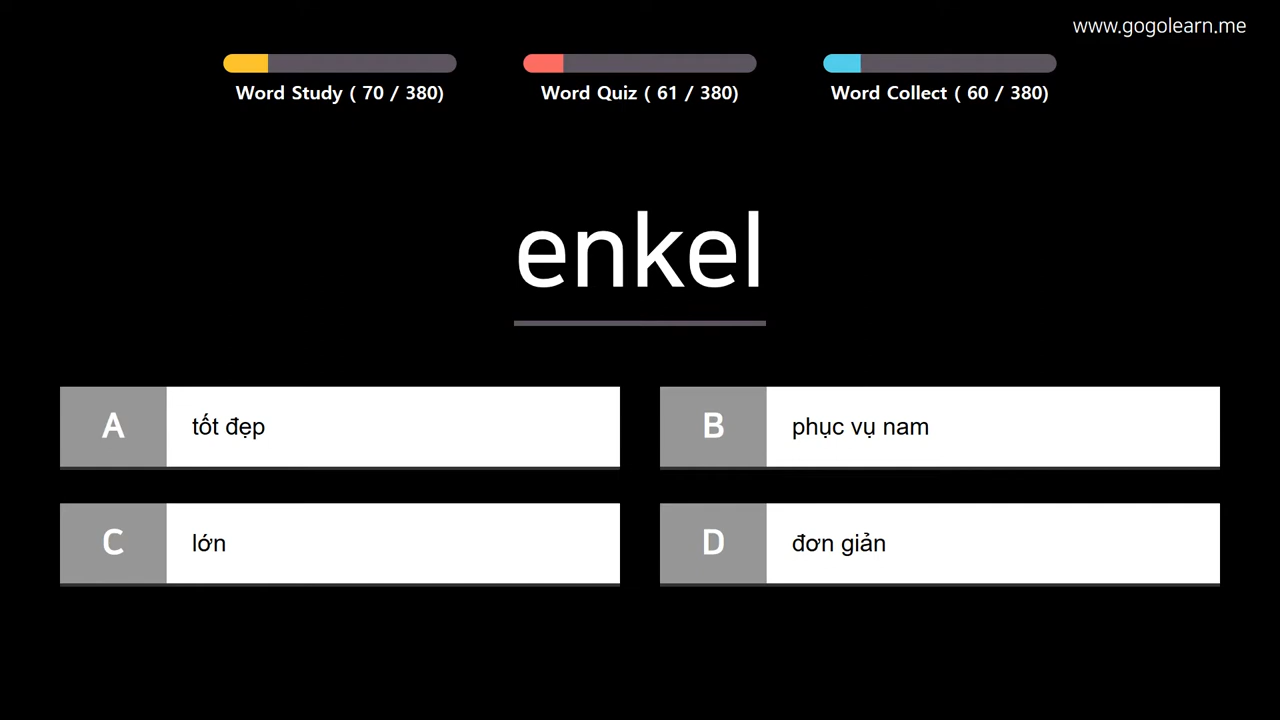 www.gogolearn.me
Word Study ( 70 / 380)
Word Quiz ( 61 / 380)
Word Collect ( 60 / 380)
enkel
A tốt đẹp
B phục vụ nam
C lớn
D đơn giản